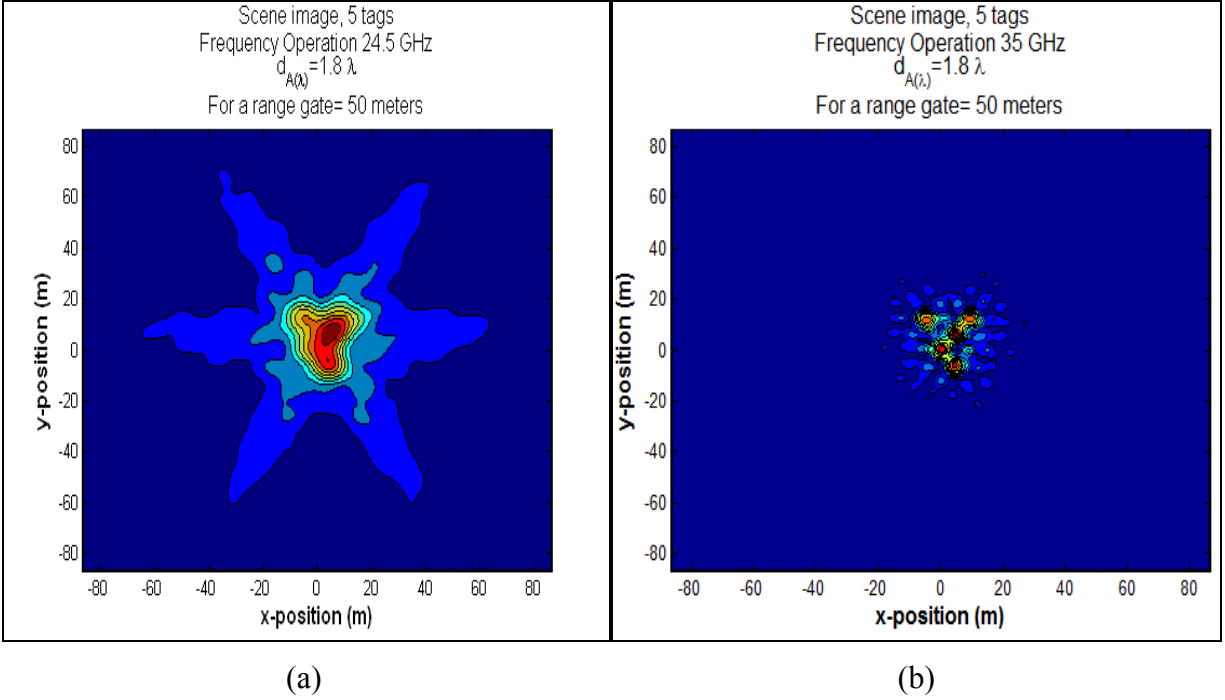 Scene image, 5 tags
Frequency Operation 24.5 GHz
d_A(λ)=1.8 λ
For a range gate= 50 meters
80
60
40
20
0
-20
-40
-60
-80
y-position (m)
-80 -60 -40 -20 0 20 40 60 80
x-position (m)
(a)
Scene image, 5 tags
Frequency Operation 35 GHz
d_A(λ)=1.8 λ
For a range gate= 50 meters
80
60
40
20
0
-20
-40
-60
-80
y-position (m)
-80 -60 -40 -20 0 20 40 60 80
x-position (m)
(b)